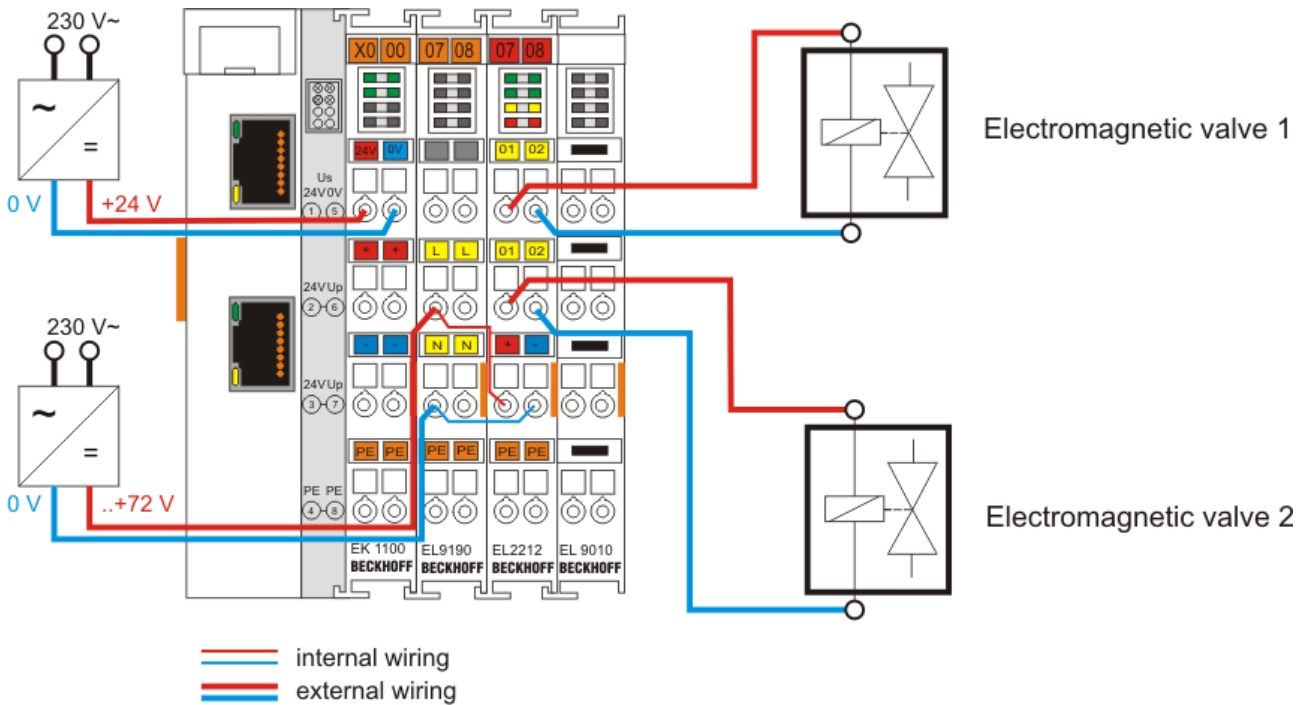 230 V~
X0 00 07 08 07 08
~
=
Electromagnetic valve 1
24V 0V 01 02
Us
24V 0V
0 V +24 V
1 5
+ + L L 01 02
24V Up
2 6
230 V~
- - N N + -
24V Up
3 7
~
=
PE PE PE PE PE PE
0 V ..+72 V
PE PE
4 8
Electromagnetic valve 2
EK 1100 EL9190 EL2212 EL 9010
BECKHOFF BECKHOFF BECKHOFF BECKHOFF
internal wiring
external wiring